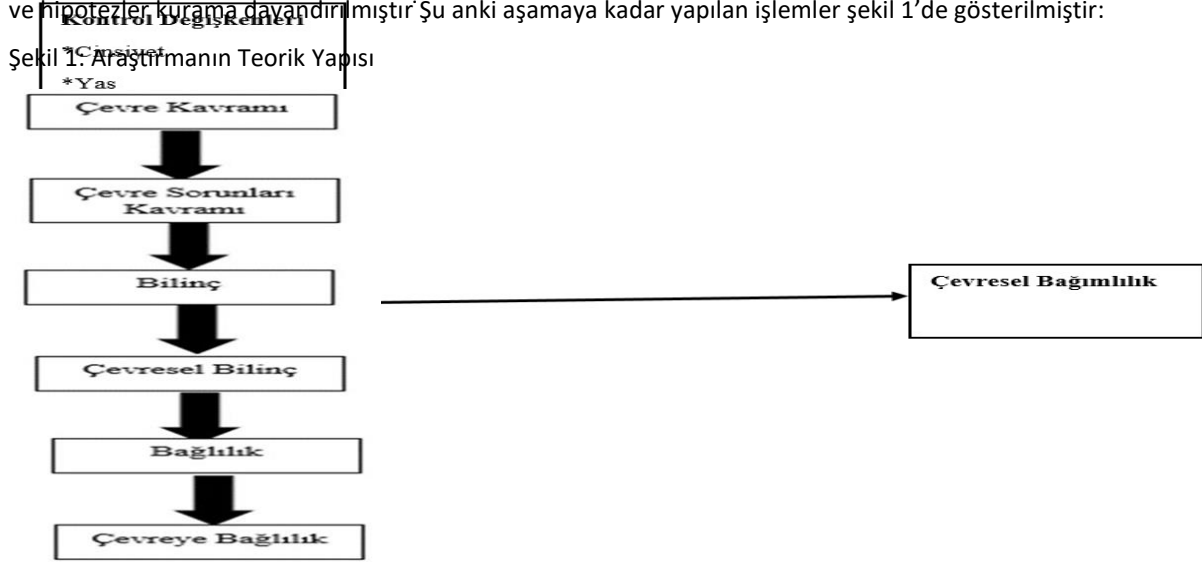 ve hipotezler kurama dayandırılmıştır Şu anki aşamaya kadar yapılan işlemler şekil 1’de gösterilmiştir:
Kontrol Değişkenleri
*Cinsiyet
Şekil 1: Araştırmanın Teorik Yapısı
*Yas
Çevre Kavramı
Çevre Sorunları
Kavramı
Bilinç
Çevresel Bağımlılık
Çevresel Bilinç
Bağlılık
Çevreye Bağlılık